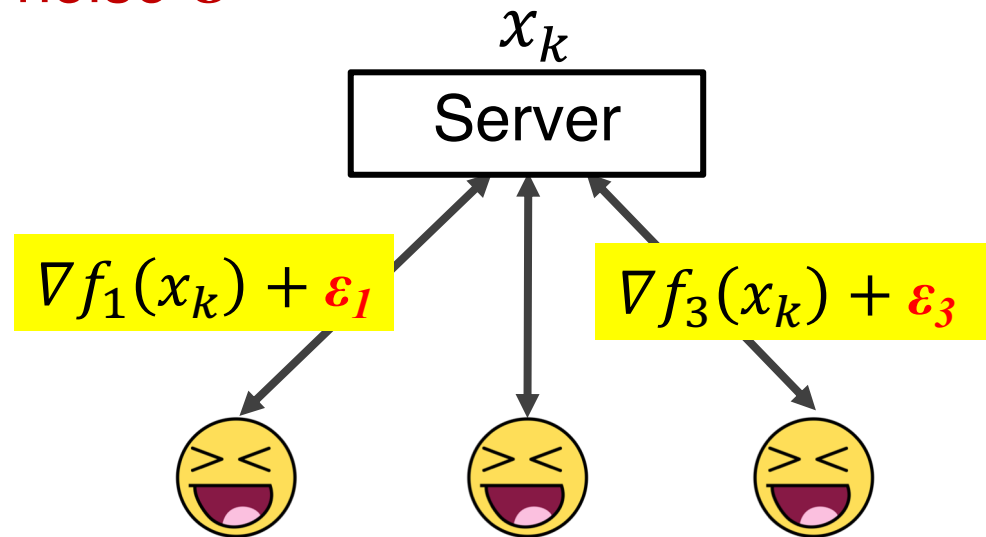 x_k
Server
∇f_1(x_k) + ε_1
∇f_3(x_k) + ε_3